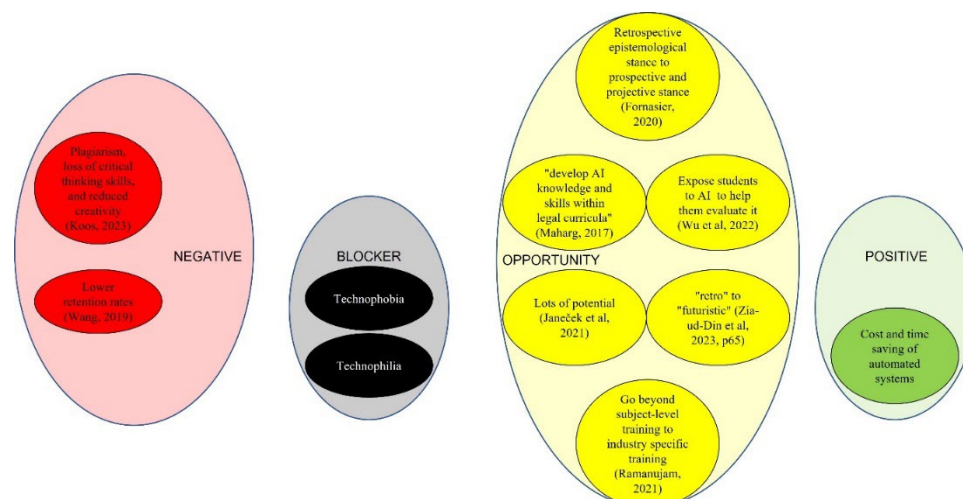 Plagiarism,
loss of critical
thinking skills,
and reduced
creativity
(Koos, 2023)
NEGATIVE
Lower
retention rates
(Wang, 2019)
BLOCKER
Technophobia
Technophilia
Retrospective
epistemological
stance to
prospective and
projective stance
(Fornasier,
2020)
"develop AI
knowledge and
skills within
legal curricula"
(Maharg, 2017)
Expose students
to AI to help
them evaluate it
(Wu et al, 2022)
OPPORTUNITY
Lots of potential
(Janeček et al,
2021)
"retro" to
"futuristic" (Zia-
ud-Din et al,
2023, p65)
Go beyond
subject-level
training to
industry specific
training
(Ramanujam,
2021)
POSITIVE
Cost and time
saving of
automated
systems